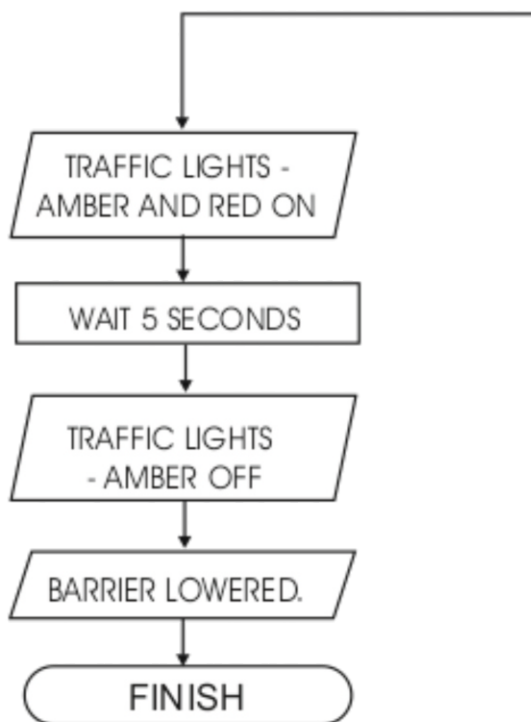 TRAFFIC LIGHTS -
AMBER AND RED ON
WAIT 5 SECONDS
TRAFFIC LIGHTS
- AMBER OFF
BARRIER LOWERED.
FINISH